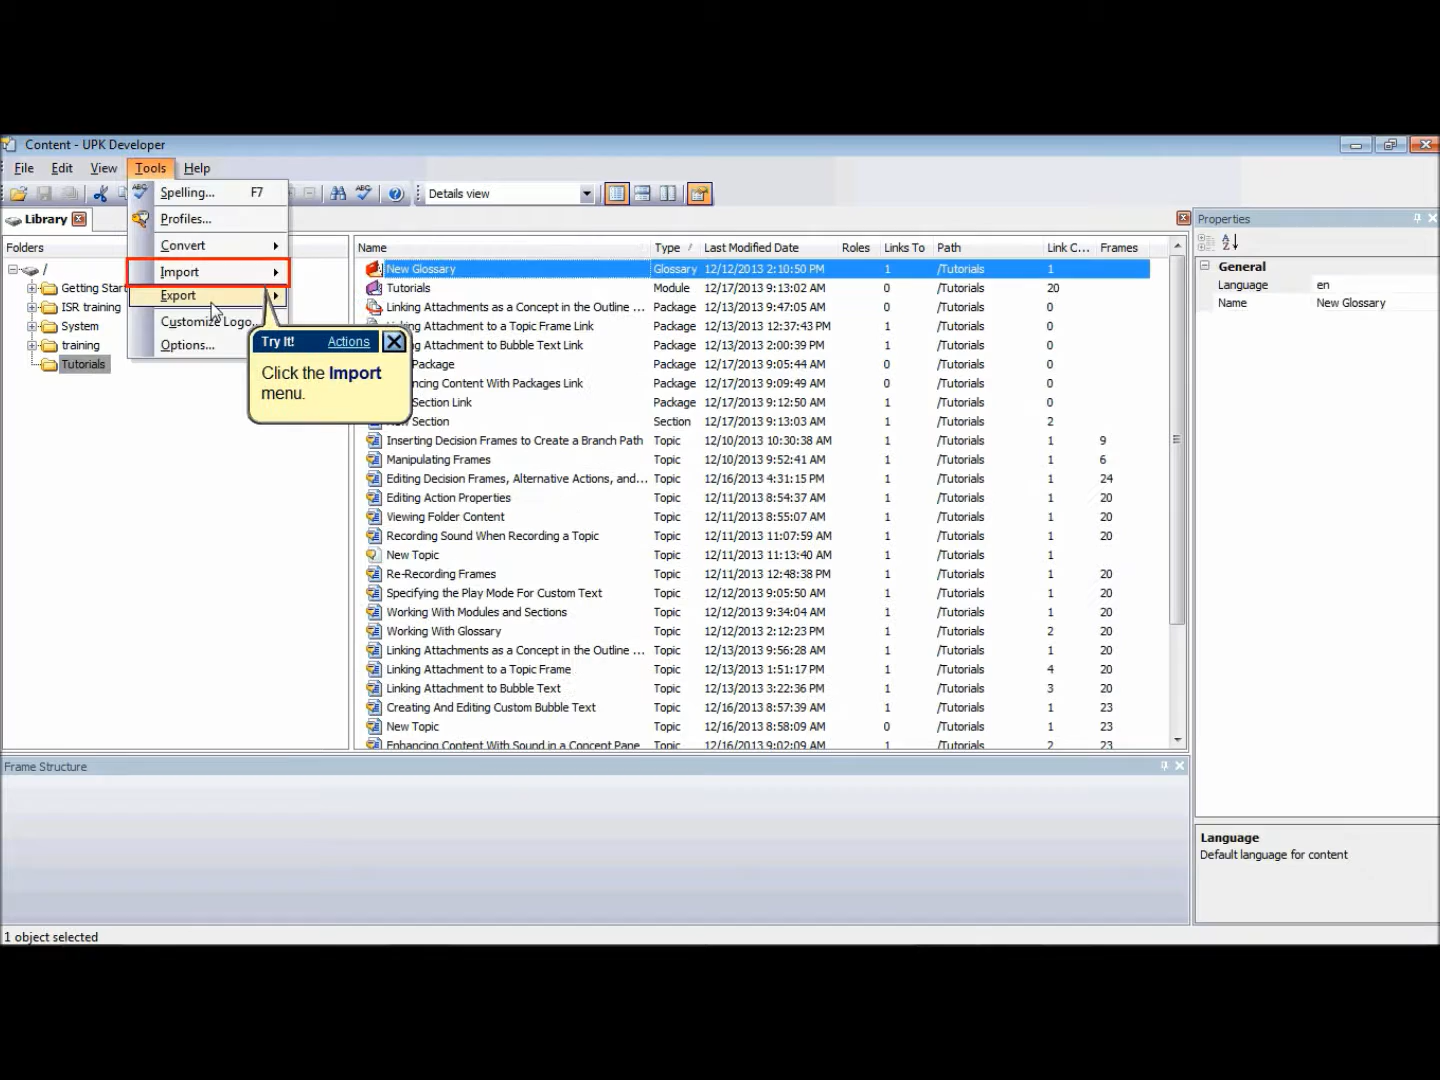 Content - UPK Developer
File Edit View Tools Help
Details view
Spelling... F7
Profiles...
Convert
Import
Export
Customize Logo...
Options...
Library
Folders
/
Getting Start
ISR training
System
training
Tutorials
Try It! Actions
Click the Import
menu.
Name Type / Last Modified Date Roles Links To Path Link C... Frames
New Glossary Glossary 12/12/2013 2:10:50 PM 1 /Tutorials 1
Tutorials Module 12/17/2013 9:13:02 AM 0 /Tutorials 20
Linking Attachments as a Concept in the Outline ... Package 12/13/2013 9:47:05 AM 1 /Tutorials 0
Linking Attachment to a Topic Frame Link Package 12/13/2013 12:37:43 PM 1 /Tutorials 0
ng Attachment to Bubble Text Link Package 12/13/2013 2:00:39 PM 1 /Tutorials 0
Package Package 12/17/2013 9:05:44 AM 0 /Tutorials 0
ncing Content With Packages Link Package 12/17/2013 9:09:49 AM 0 /Tutorials 0
Section Link Package 12/17/2013 9:12:50 AM 1 /Tutorials 0
Section Section 12/17/2013 9:13:03 AM 0 /Tutorials 2
Inserting Decision Frames to Create a Branch Path Topic 12/10/2013 10:30:38 AM 1 /Tutorials 1 9
Manipulating Frames Topic 12/10/2013 9:52:41 AM 1 /Tutorials 1 6
Editing Decision Frames, Alternative Actions, and... Topic 12/16/2013 4:31:15 PM 1 /Tutorials 1 24
Editing Action Properties Topic 12/11/2013 8:54:37 AM 1 /Tutorials 1 20
Viewing Folder Content Topic 12/11/2013 8:55:07 AM 1 /Tutorials 1 20
Recording Sound When Recording a Topic Topic 12/11/2013 11:07:59 AM 1 /Tutorials 1 20
New Topic Topic 12/11/2013 11:13:40 AM 1 /Tutorials 1
Re-Recording Frames Topic 12/11/2013 12:48:38 PM 1 /Tutorials 1 20
Specifying the Play Mode For Custom Text Topic 12/12/2013 9:05:50 AM 1 /Tutorials 1 20
Working With Modules and Sections Topic 12/12/2013 9:34:04 AM 1 /Tutorials 1 20
Working With Glossary Topic 12/12/2013 2:12:23 PM 1 /Tutorials 2 20
Linking Attachments as a Concept in the Outline ... Topic 12/13/2013 9:56:28 AM 1 /Tutorials 1 20
Linking Attachment to a Topic Frame Topic 12/13/2013 1:51:17 PM 1 /Tutorials 4 20
Linking Attachment to Bubble Text Topic 12/13/2013 3:22:36 PM 1 /Tutorials 3 20
Creating And Editing Custom Bubble Text Topic 12/16/2013 8:57:39 AM 1 /Tutorials 1 23
New Topic Topic 12/16/2013 8:58:09 AM 0 /Tutorials 1 23
Enhancing Content With Sound in a Concept Pane Topic 12/16/2013 9:02:09 AM 1 /Tutorials 2 23
Properties
General
Language en
Name New Glossary
Language
Default language for content
Frame Structure
1 object selected